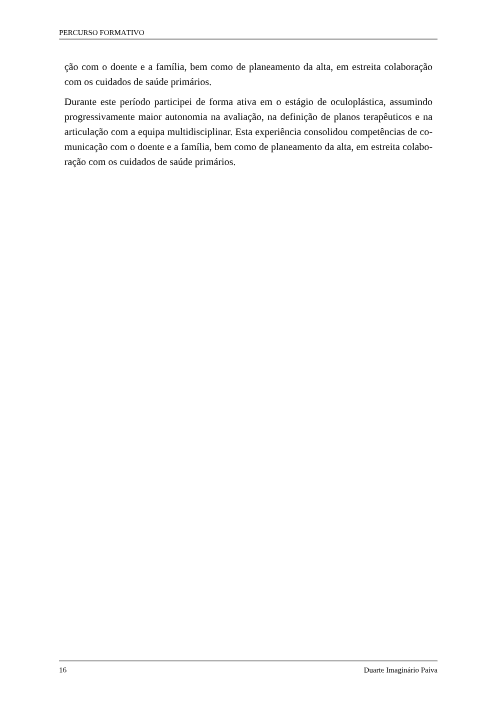 PERCURSO FORMATIVO
ção com o doente e a família, bem como de planeamento da alta, em estreita colaboração
com os cuidados de saúde primários.
Durante este período participei de forma ativa em o estágio de oculoplástica, assumindo
progressivamente maior autonomia na avaliação, na definição de planos terapêuticos e na
articulação com a equipa multidisciplinar. Esta experiência consolidou competências de co-
municação com o doente e a família, bem como de planeamento da alta, em estreita colabo-
ração com os cuidados de saúde primários.
16 Duarte Imaginário Paiva